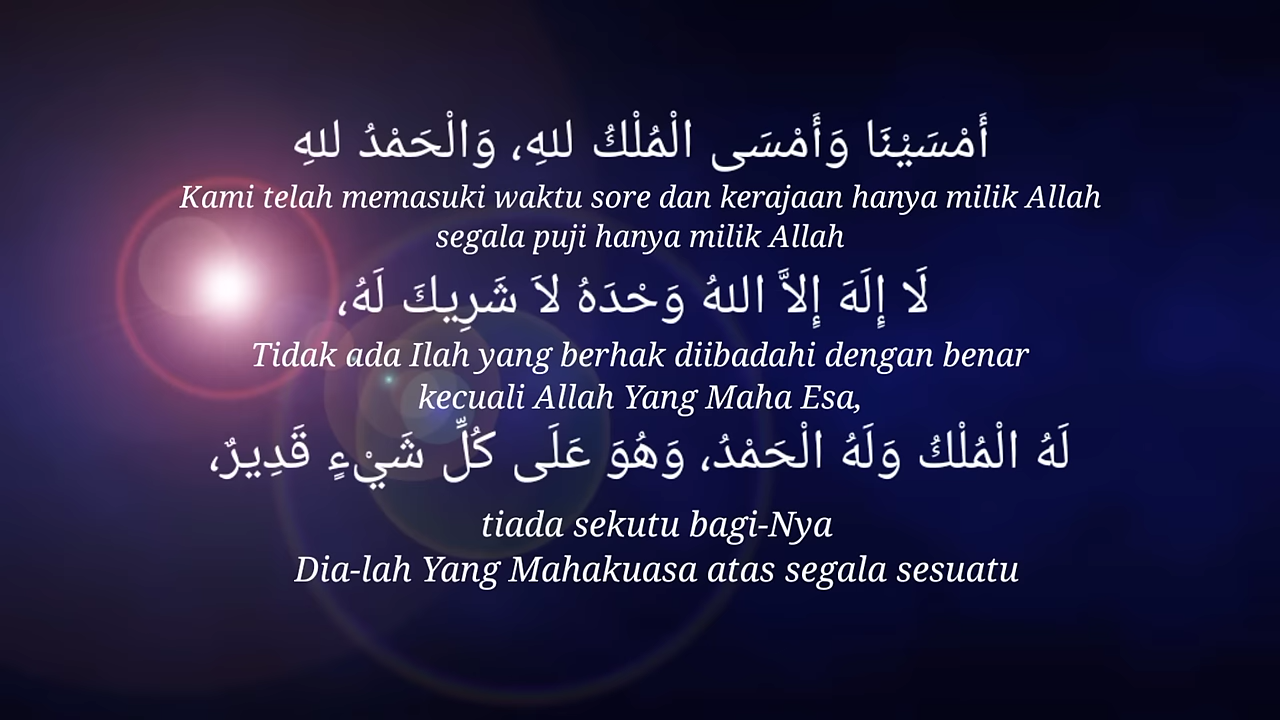 أَمْسَيْنَا وَأَمْسَى الْمُلْكُ للهِ، وَالْحَمْدُ للهِ
Kami telah memasuki waktu sore dan kerajaan hanya milik Allah
segala puji hanya milik Allah
لَا إِلَهَ إِلاَّ اللهُ وَحْدَهُ لاَ شَرِيكَ لَهُ،
Tidak ada Ilah yang berhak diibadahi dengan benar
kecuali Allah Yang Maha Esa,
لَهُ الْمُلْكُ وَلَهُ الْحَمْدُ، وَهُوَ عَلَى كُلِّ شَيْءٍ قَدِيرٌ،
tiada sekutu bagi-Nya
Dia-lah Yang Mahakuasa atas segala sesuatu